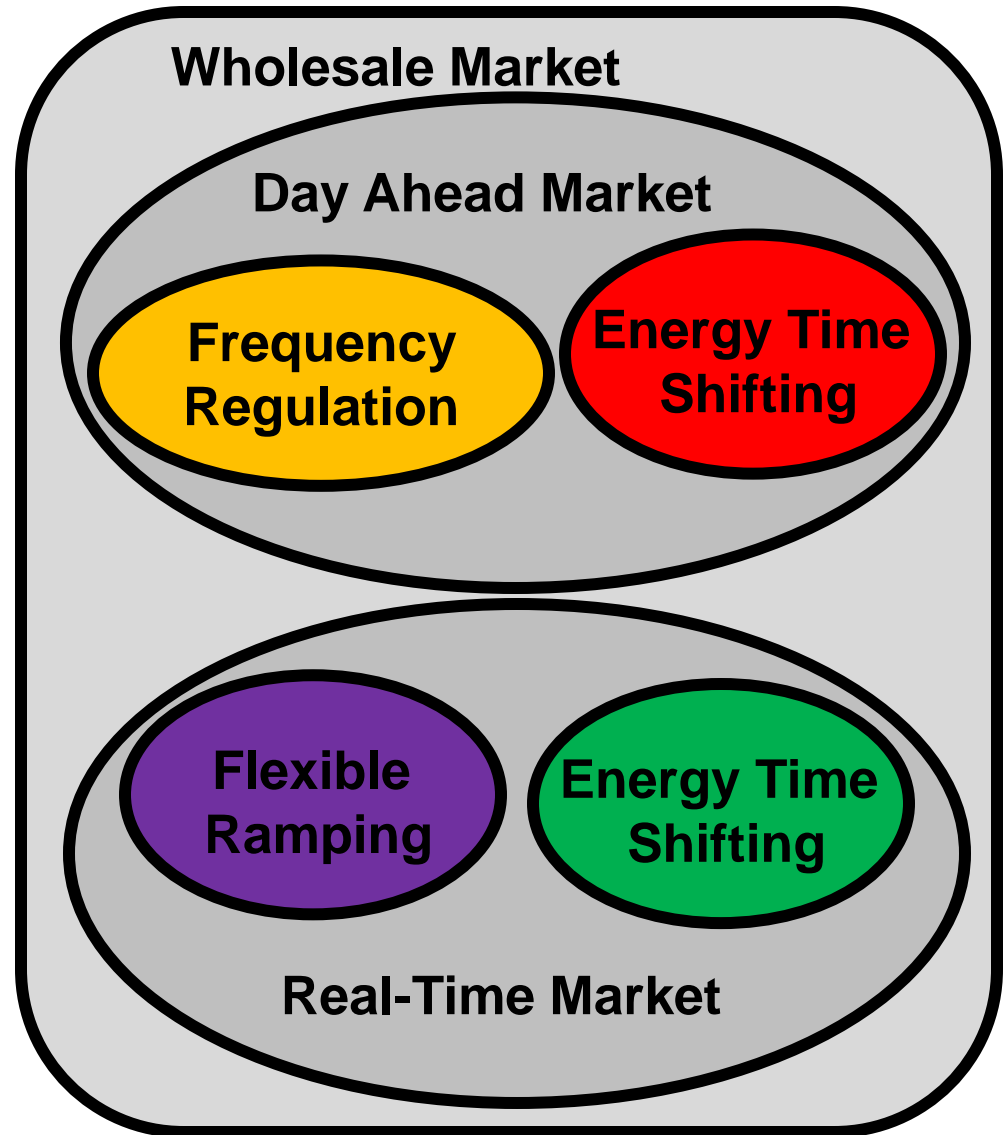 Wholesale Market
Day Ahead Market
Frequency
Regulation
Energy Time
Shifting
Flexible
Ramping
Energy Time
Shifting
Real-Time Market